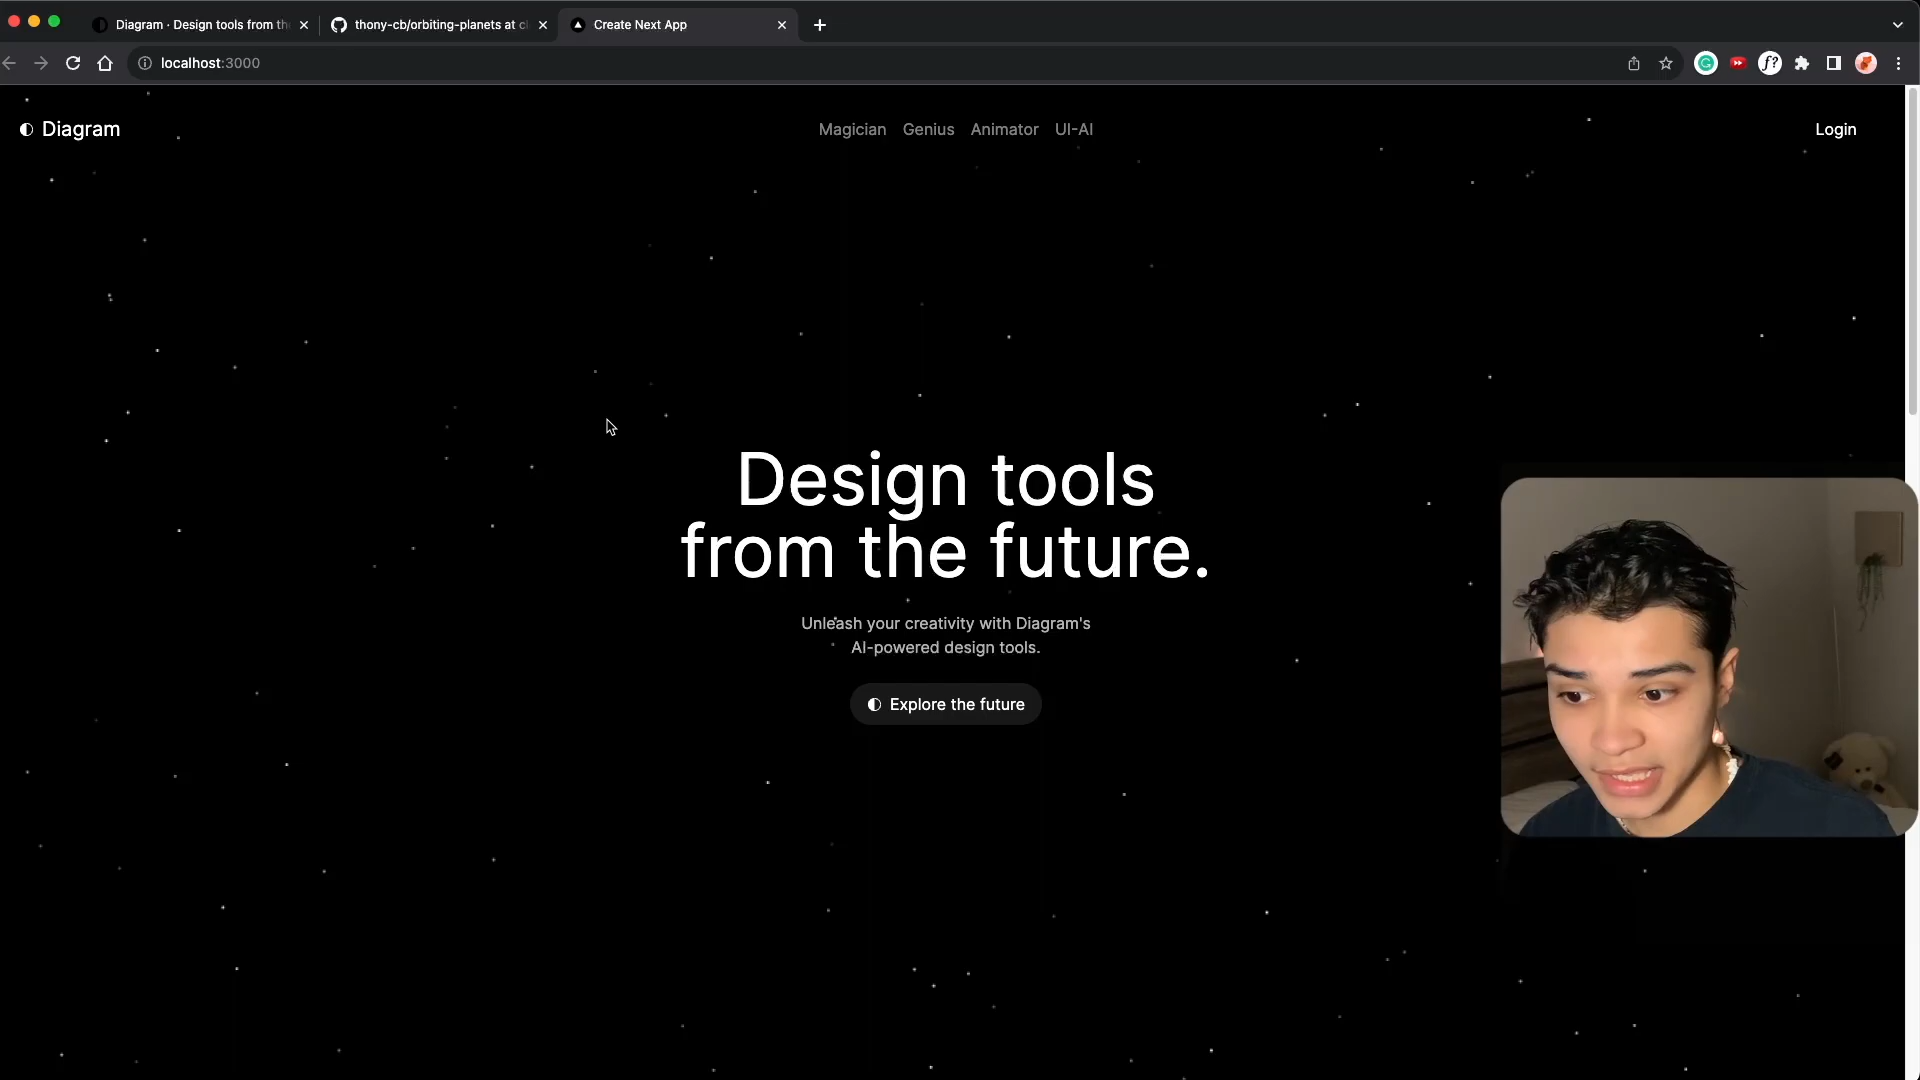 Diagram · Design tools from th
thony-cb/orbiting-planets at c
Create Next App
localhost:3000
Diagram
Magician Genius Animator UI-AI
Login
Design tools
from the future.
Unleash your creativity with Diagram's
AI-powered design tools.
Explore the future